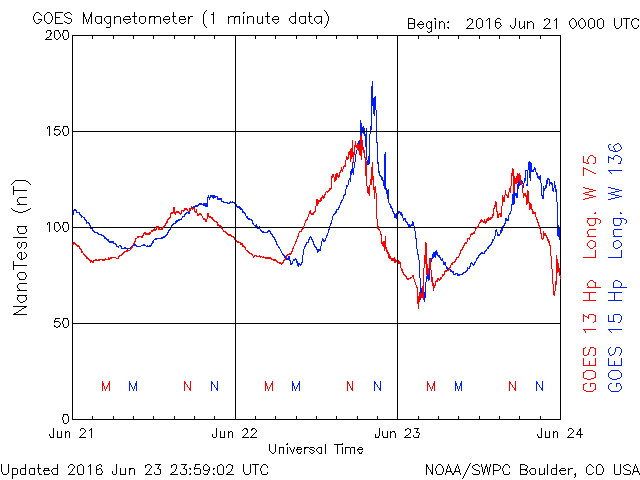 GOES Magnetometer (1 minute data)
Begin: 2016 Jun 21 0000 UTC
200
150
100
50
0
NanoTesla (nT)
M M N N M M N N M M N N
Jun 21 Jun 22 Jun 23 Jun 24
Universal Time
GOES 13 Hp Long. W 75
GOES 15 Hp Long. W 136
Updated 2016 Jun 23 23:59:02 UTC
NOAA/SWPC Boulder, CO USA